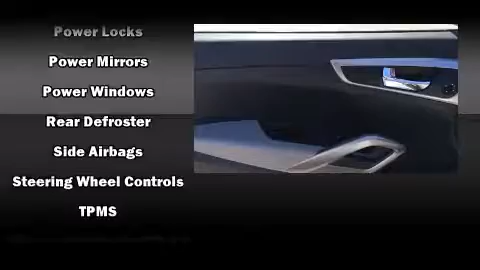 Power Locks
Power Mirrors
Power Windows
Rear Defroster
Side Airbags
Steering Wheel Controls
TPMS